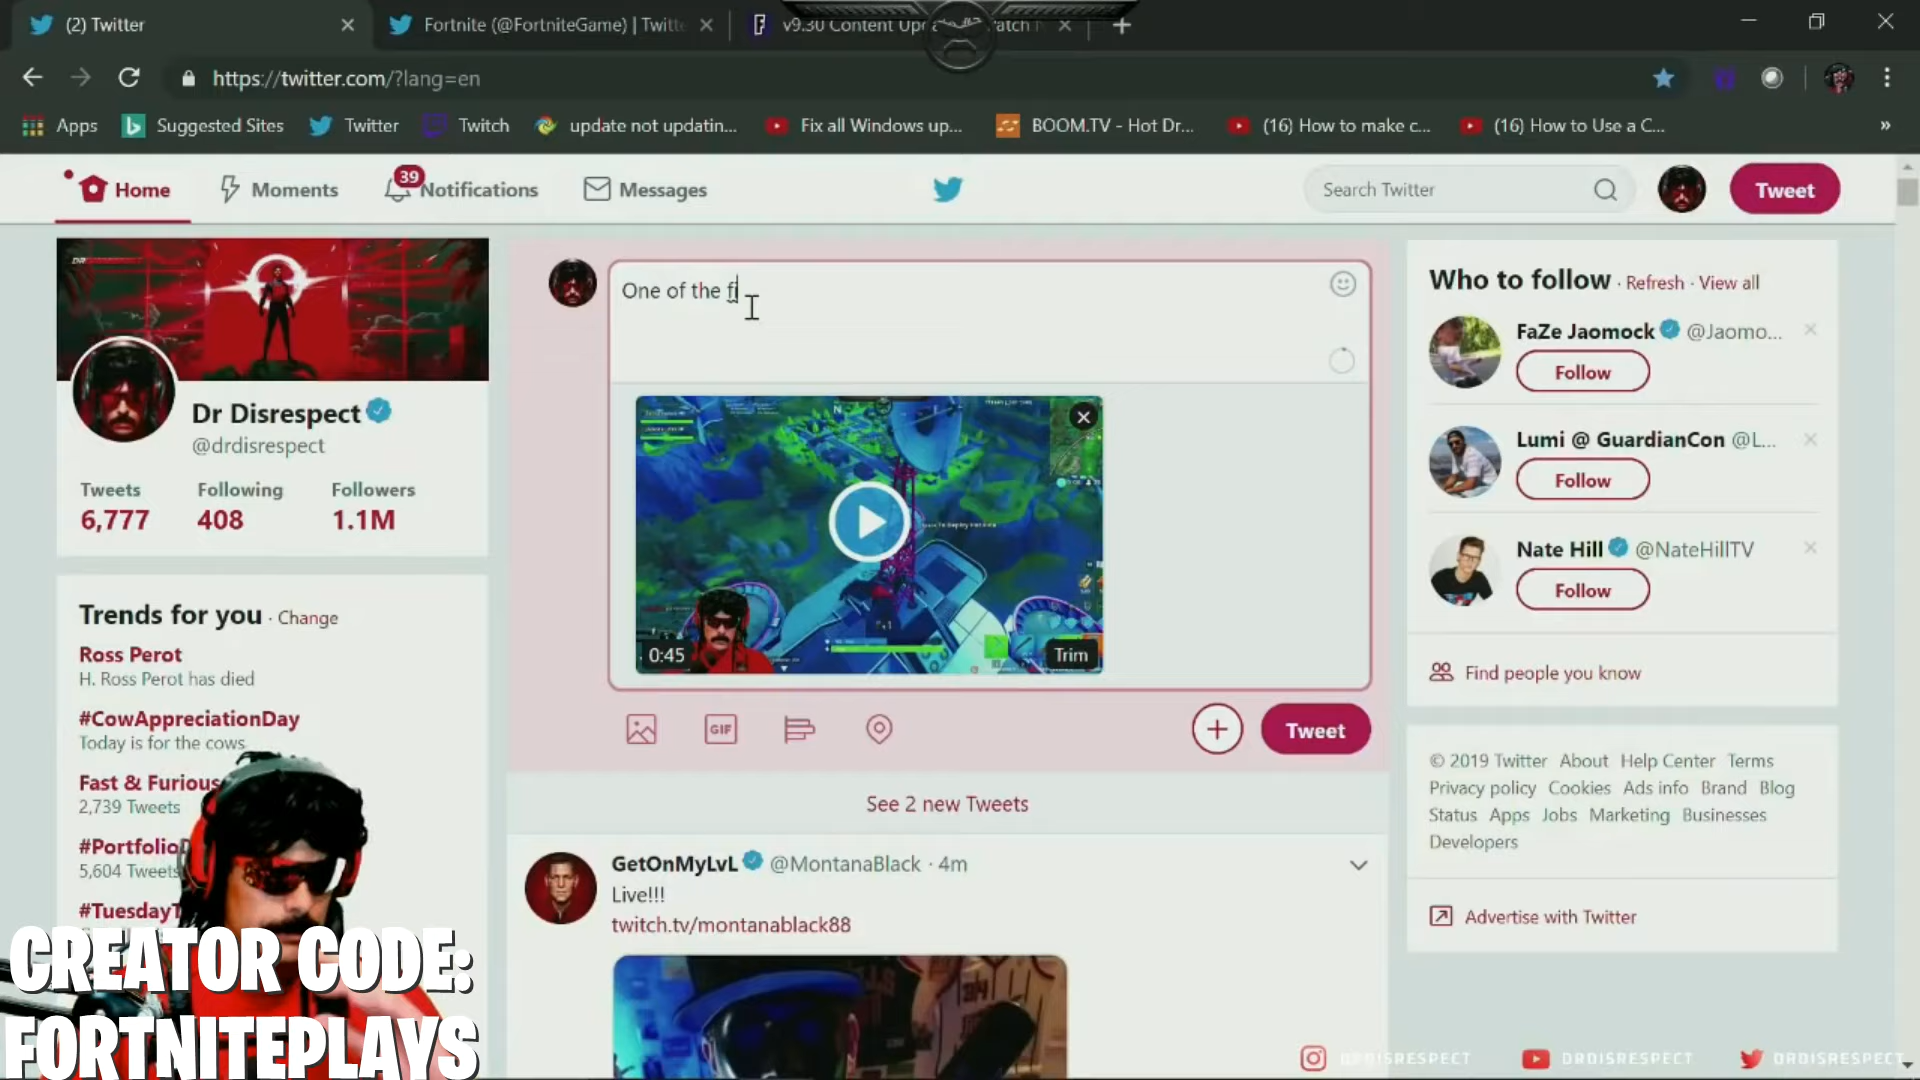 (2) Twitter
Fortnite (@FortniteGame) | Twitte
v9.30 Content Upd
https://twitter.com/?lang=en
Apps
Suggested Sites
Twitter
Twitch
update not updatin...
Fix all Windows up...
BOOM.TV - Hot Dr...
(16) How to make c...
(16) How to Use a C...
Home
Moments
39
Notifications
Messages
Search Twitter
Tweet
Dr Disrespect
@drdisrespect
Tweets Following Followers
6,777 408 1.1M
Trends for you · Change
Ross Perot
H. Ross Perot has died
#CowAppreciationDay
Today is for the cows
Fast & Furious
2,739 Tweets
#Portfolio
5,604 Tweets
#TuesdayT
One of the fi
0:45
Trim
GIF
Tweet
See 2 new Tweets
GetOnMyLvL @MontanaBlack · 4m
Live!!!
twitch.tv/montanablack88
Who to follow · Refresh · View all
FaZe Jaomock @Jaomo...
Follow
Lumi @ GuardianCon @L...
Follow
Nate Hill @NateHillTV
Follow
Find people you know
© 2019 Twitter About Help Center Terms
Privacy policy Cookies Ads info Brand Blog
Status Apps Jobs Marketing Businesses
Developers
Advertise with Twitter
CREATOR CODE:
FORTNITEPLAYS
DRDISRESPECT
DRDISRESPECT
DRDISRESPECT